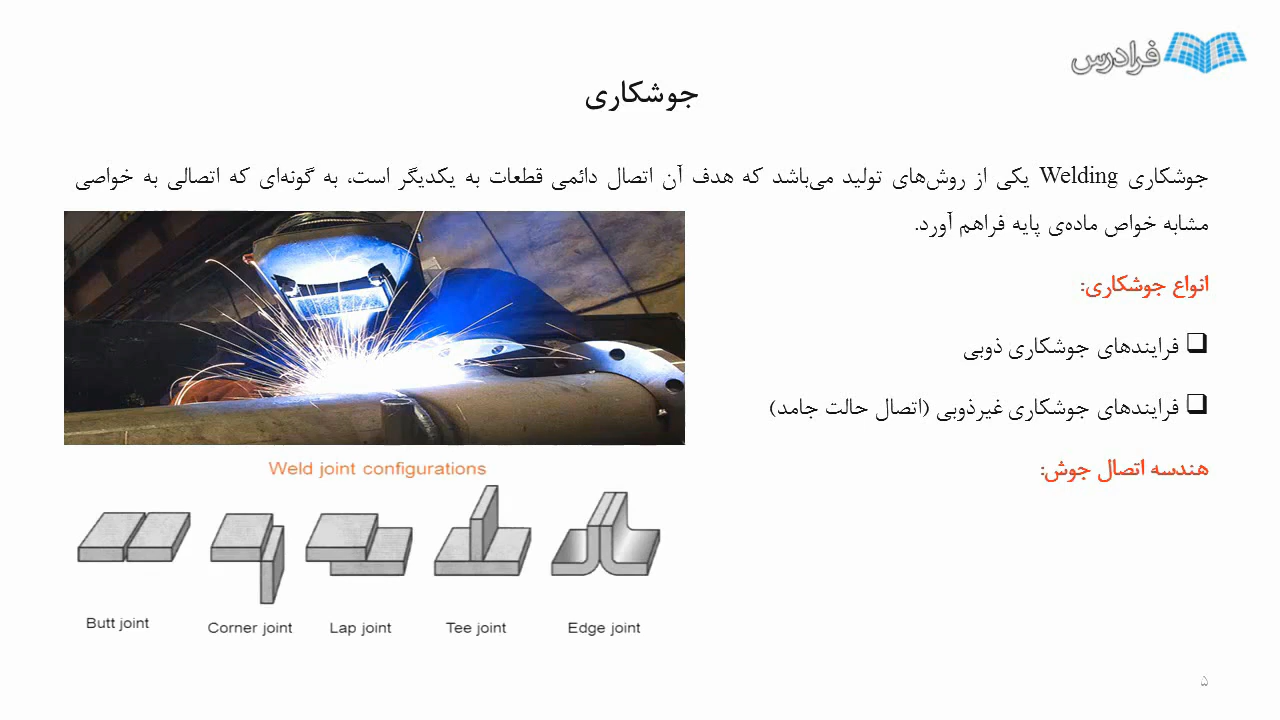 فرادرس
جوشکاری
جوشکاری Welding یکی از روش‌های تولید می‌باشد که هدف آن اتصال دائمی قطعات به یکدیگر است، به گونه‌ای که اتصالی به خواصی
مشابه خواص ماده‌ی پایه فراهم آورد.
انواع جوشکاری:
فرایندهای جوشکاری ذوبی
فرایندهای جوشکاری غیرذوبی (اتصال حالت جامد)
هندسه اتصال جوش:
Weld joint configurations
Butt joint
Corner joint
Lap joint
Tee joint
Edge joint
۵